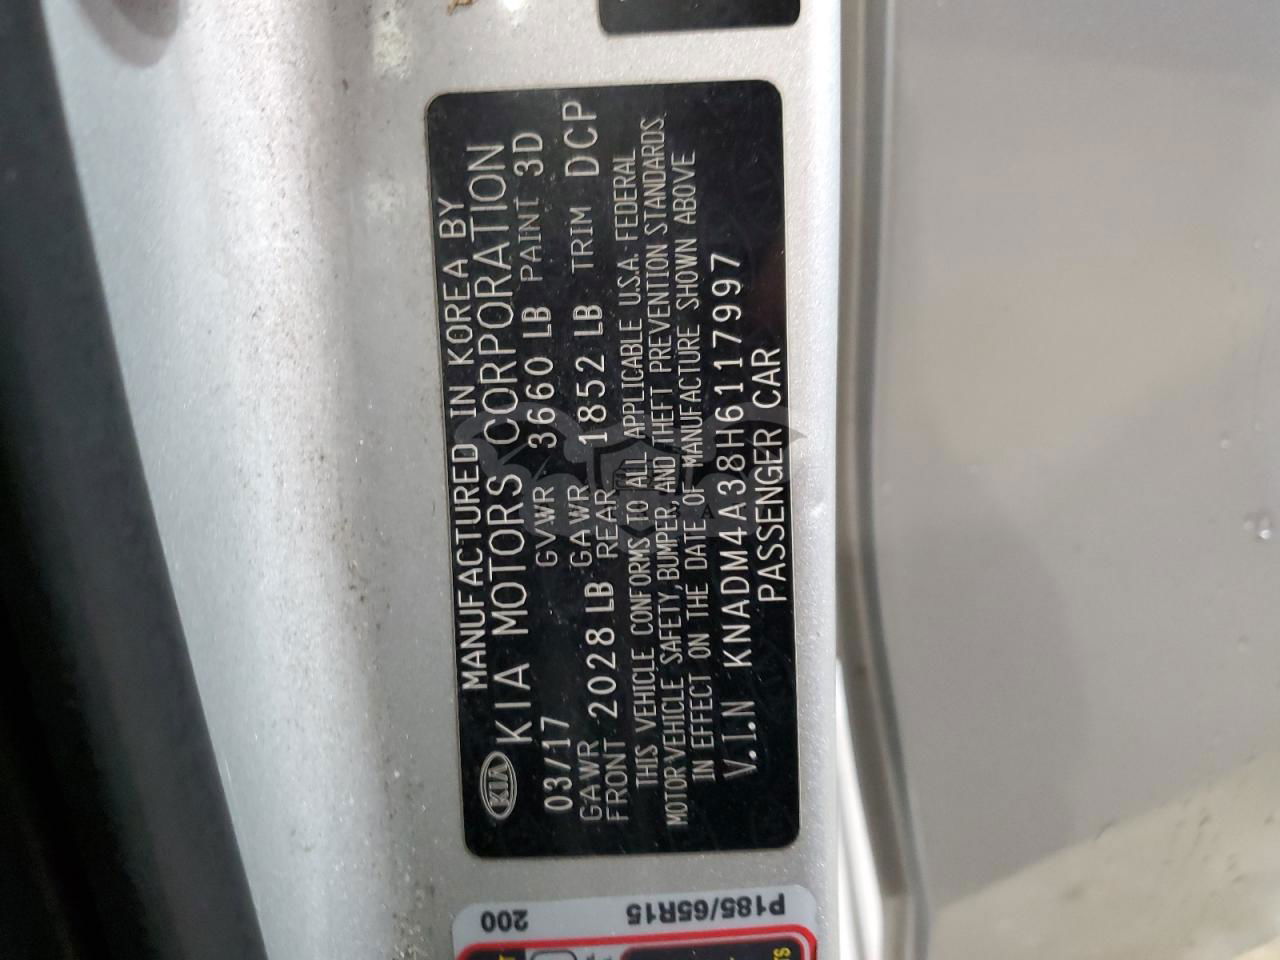 MANUFACTURED IN KOREA BY
KIA KIA MOTORS CORPORATION
03/17 GVWR 3660 LB PAINT 3D
GAWR FRONT 2028 LB GAWR REAR 1852 LB TRIM DCP
THIS VEHICLE CONFORMS TO ALL APPLICABLE U.S.A. FEDERAL
MOTOR VEHICLE SAFETY, BUMPER, AND THEFT PREVENTION STANDARDS
IN EFFECT ON THE DATE OF MANUFACTURE SHOWN ABOVE
V.I.N KNADM4A38H6117997
PASSENGER CAR
P185/65R15
200